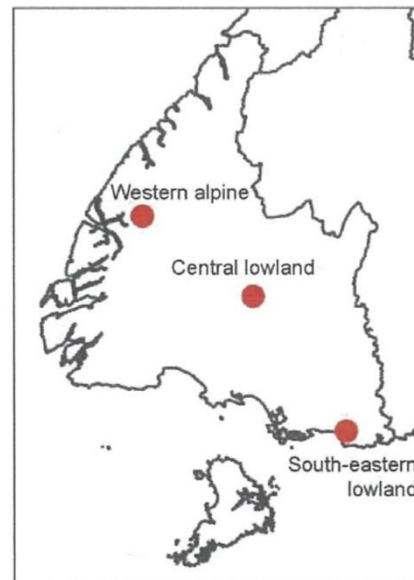 Western alpine
Central lowland
South-eastern
lowland